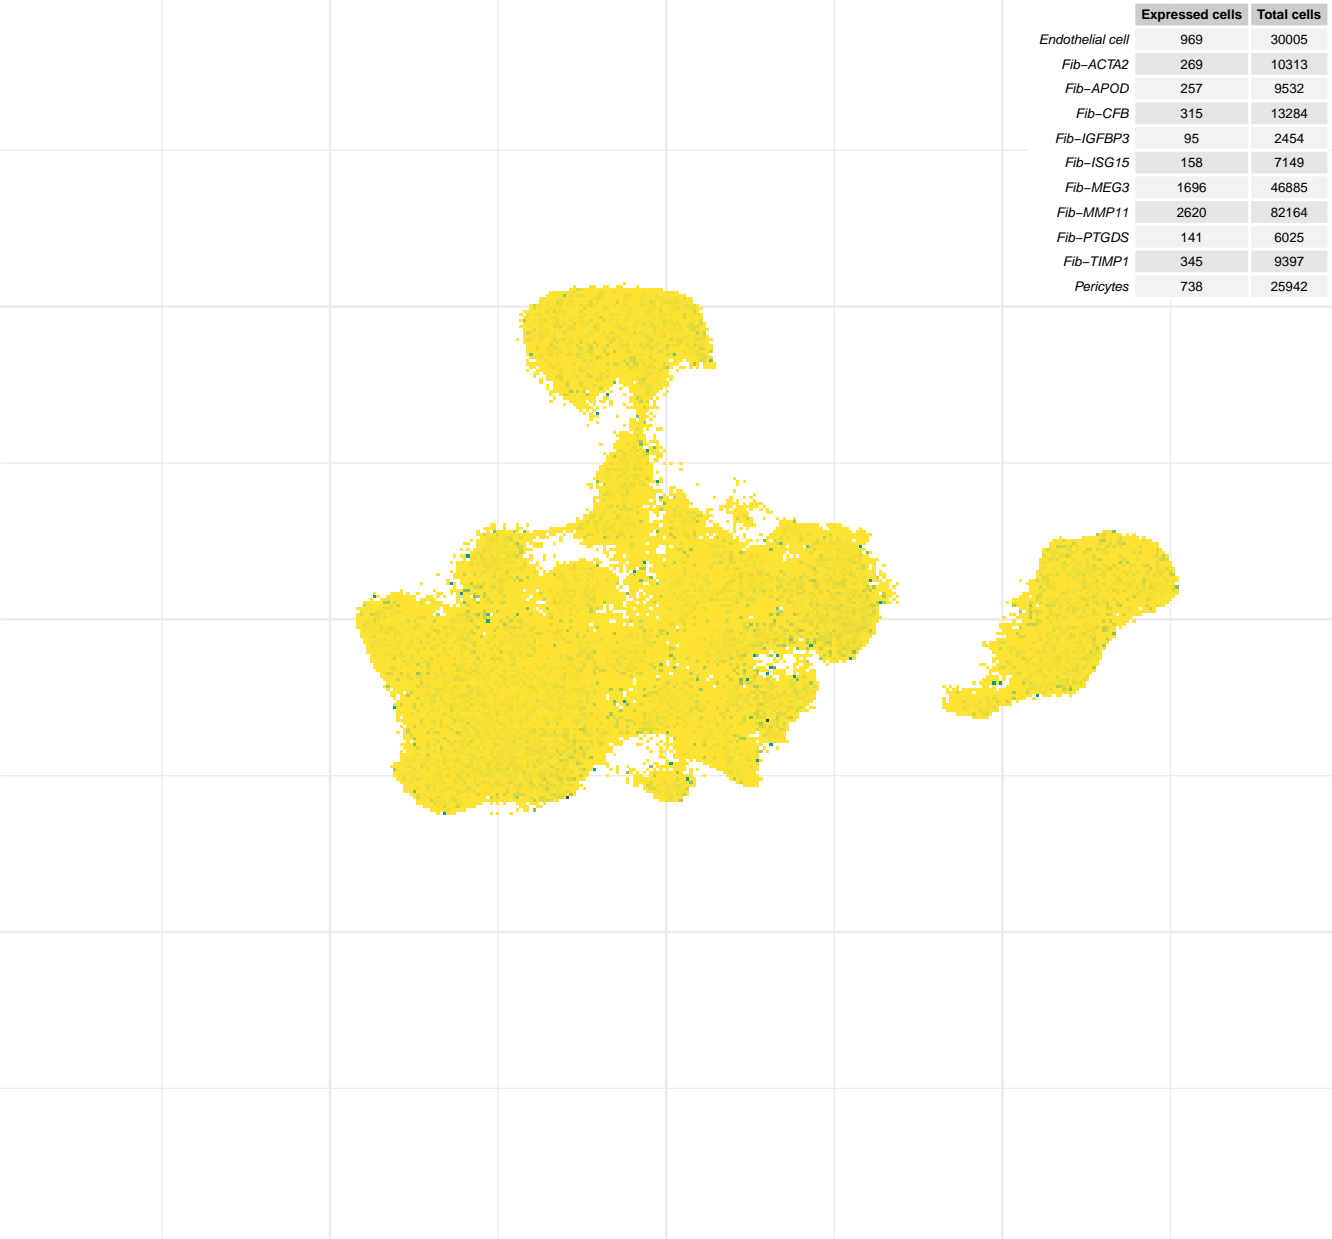 Expressed cells Total cells
Endothelial cell 969 30005
Fib−ACTA2 269 10313
Fib−APOD 257 9532
Fib−CFB 315 13284
Fib−IGFBP3 95 2454
Fib−ISG15 158 7149
Fib−MEG3 1696 46885
Fib−MMP11 2620 82164
Fib−PTGDS 141 6025
Fib−TIMP1 345 9397
Pericytes 738 25942